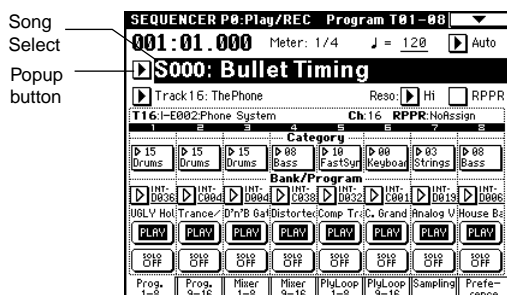 Song
Select
Popup
button
SEQUENCER P0:Play/REC Program T01-08
001:01.000 Meter: 1/4 ♩ = 120 Auto
S000: Bullet Timing
Track16: ThePhone Reso: Hi RPPR
T16:I-E002:Phone System Ch:16 RPPR:NoAssign
1 2 3 4 5 6 7 8
Category
15 Drums 15 Drums 15 Drums 08 Bass 10 FastSyn 00 Keyboar 03 Strings 08 Bass
Bank/Program
INT-D036 INT-C004 INT-D004 INT-C038 INT-D032 INT-C001 INT-D019 INT-D006
UGLY Hol Trance/ D'n'B Gat Distorted Comp Tra C. Grand Analog V House Ba
PLAY PLAY PLAY PLAY PLAY PLAY PLAY PLAY
SOLO OFF SOLO OFF SOLO OFF SOLO OFF SOLO OFF SOLO OFF SOLO OFF SOLO OFF
Prog. 1-8 Prog. 9-16 Mixer 1-8 Mixer 9-16 PlyLoop 1-8 PlyLoop 9-16 Sampling Prefe-rence